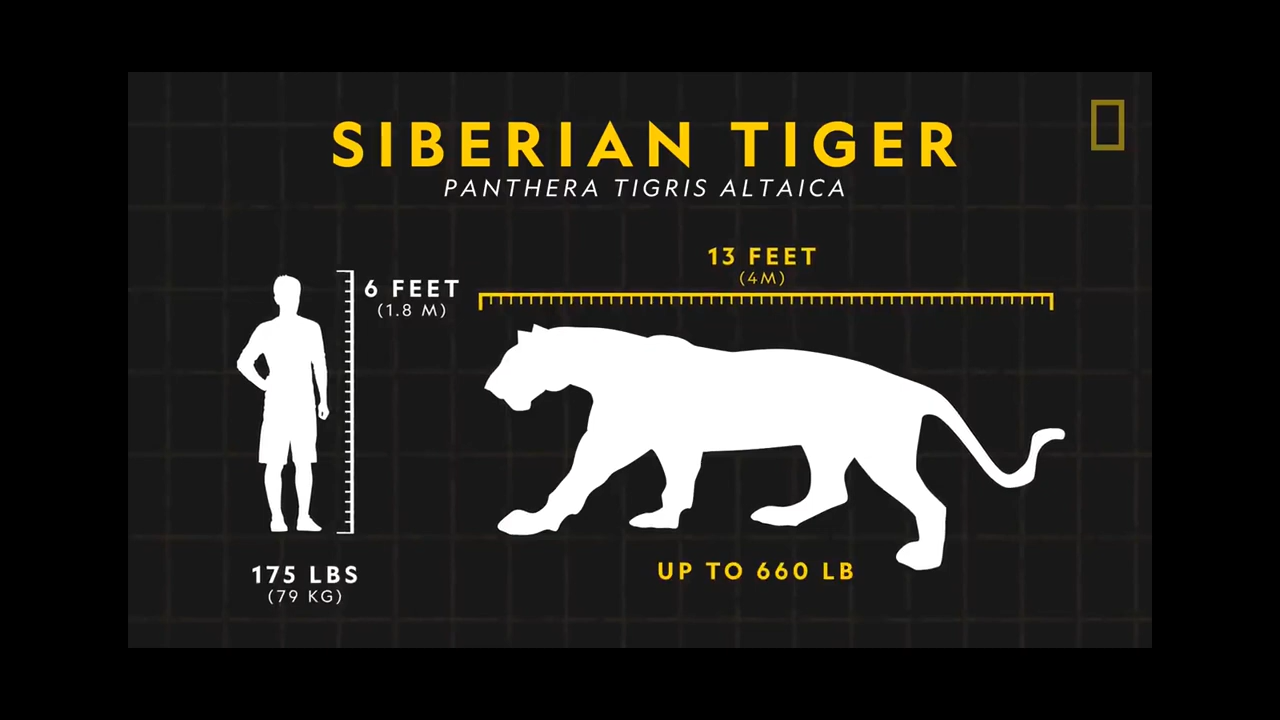 SIBERIAN TIGER
PANTHERA TIGRIS ALTAICA
13 FEET
(4M)
6 FEET
(1.8 M)
175 LBS
(79 KG)
UP TO 660 LB